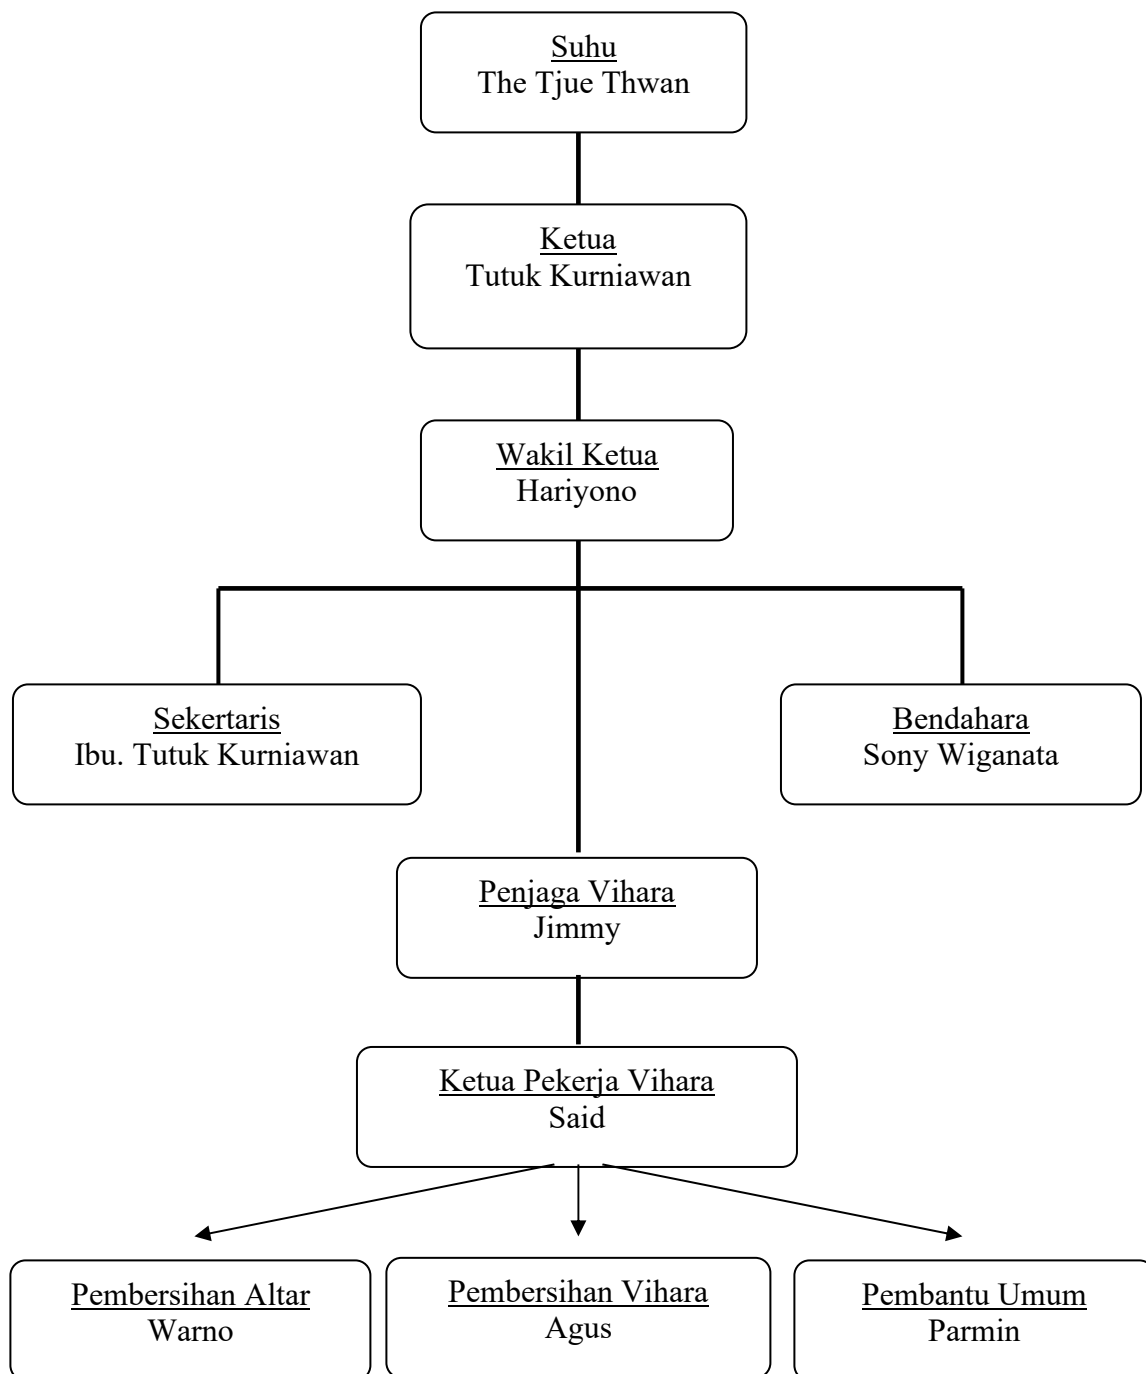 Suhu
The Tjue Thwan
Ketua
Tutuk Kurniawan
Wakil Ketua
Hariyono
Sekertaris
Ibu. Tutuk Kurniawan
Bendahara
Sony Wiganata
Penjaga Vihara
Jimmy
Ketua Pekerja Vihara
Said
Pembersihan Altar
Warno
Pembersihan Vihara
Agus
Pembantu Umum
Parmin